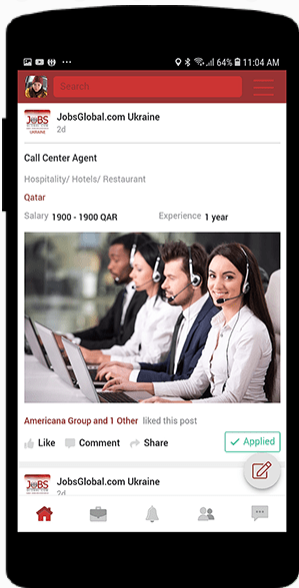 64% 11:04 AM
Search
JOBS
UKRAINE
JobsGlobal.com Ukraine
2d
Call Center Agent
Hospitality/ Hotels/ Restaurant
Qatar
Salary 1900 - 1900 QAR Experience 1 year
Americana Group and 1 Other liked this post
Like Comment Share Applied
JOBS
JobsGlobal.com Ukraine
2d